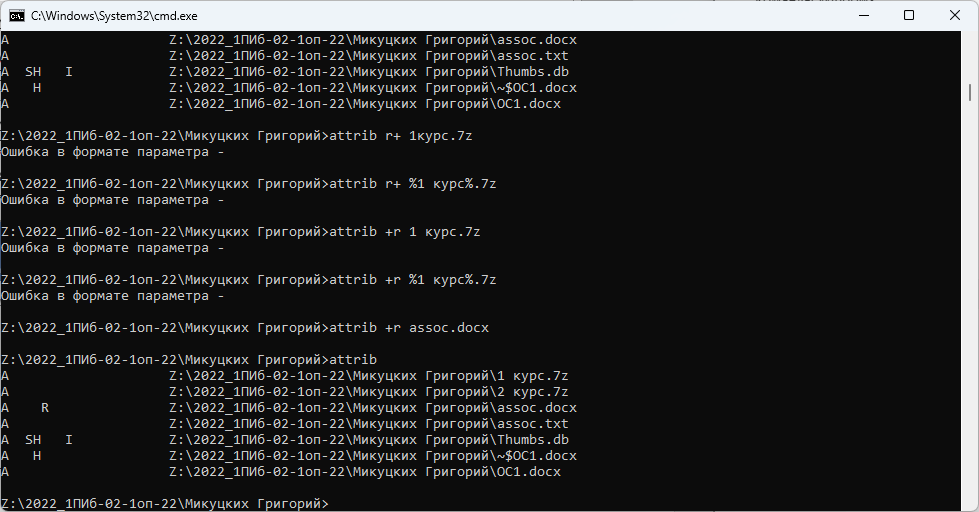 C:\Windows\System32\cmd.exe
A                    Z:\2022_1ПИб-02-1оп-22\Микуцких Григорий\assoc.docx
A                    Z:\2022_1ПИб-02-1оп-22\Микуцких Григорий\assoc.txt
A  SH   I            Z:\2022_1ПИб-02-1оп-22\Микуцких Григорий\Thumbs.db
A   H                Z:\2022_1ПИб-02-1оп-22\Микуцких Григорий\~$ОС1.docx
A                    Z:\2022_1ПИб-02-1оп-22\Микуцких Григорий\ОС1.docx
Z:\2022_1ПИб-02-1оп-22\Микуцких Григорий>attrib r+ 1курс.7z
Ошибка в формате параметра -
Z:\2022_1ПИб-02-1оп-22\Микуцких Григорий>attrib r+ %1 курс%.7z
Ошибка в формате параметра -
Z:\2022_1ПИб-02-1оп-22\Микуцких Григорий>attrib +r 1 курс.7z
Ошибка в формате параметра -
Z:\2022_1ПИб-02-1оп-22\Микуцких Григорий>attrib +r %1 курс%.7z
Ошибка в формате параметра -
Z:\2022_1ПИб-02-1оп-22\Микуцких Григорий>attrib +r assoc.docx
Z:\2022_1ПИб-02-1оп-22\Микуцких Григорий>attrib
A                    Z:\2022_1ПИб-02-1оп-22\Микуцких Григорий\1 курс.7z
A                    Z:\2022_1ПИб-02-1оп-22\Микуцких Григорий\2 курс.7z
A    R               Z:\2022_1ПИб-02-1оп-22\Микуцких Григорий\assoc.docx
A                    Z:\2022_1ПИб-02-1оп-22\Микуцких Григорий\assoc.txt
A  SH   I            Z:\2022_1ПИб-02-1оп-22\Микуцких Григорий\Thumbs.db
A   H                Z:\2022_1ПИб-02-1оп-22\Микуцких Григорий\~$ОС1.docx
A                    Z:\2022_1ПИб-02-1оп-22\Микуцких Григорий\ОС1.docx
Z:\2022_1ПИб-02-1оп-22\Микуцких Григорий>